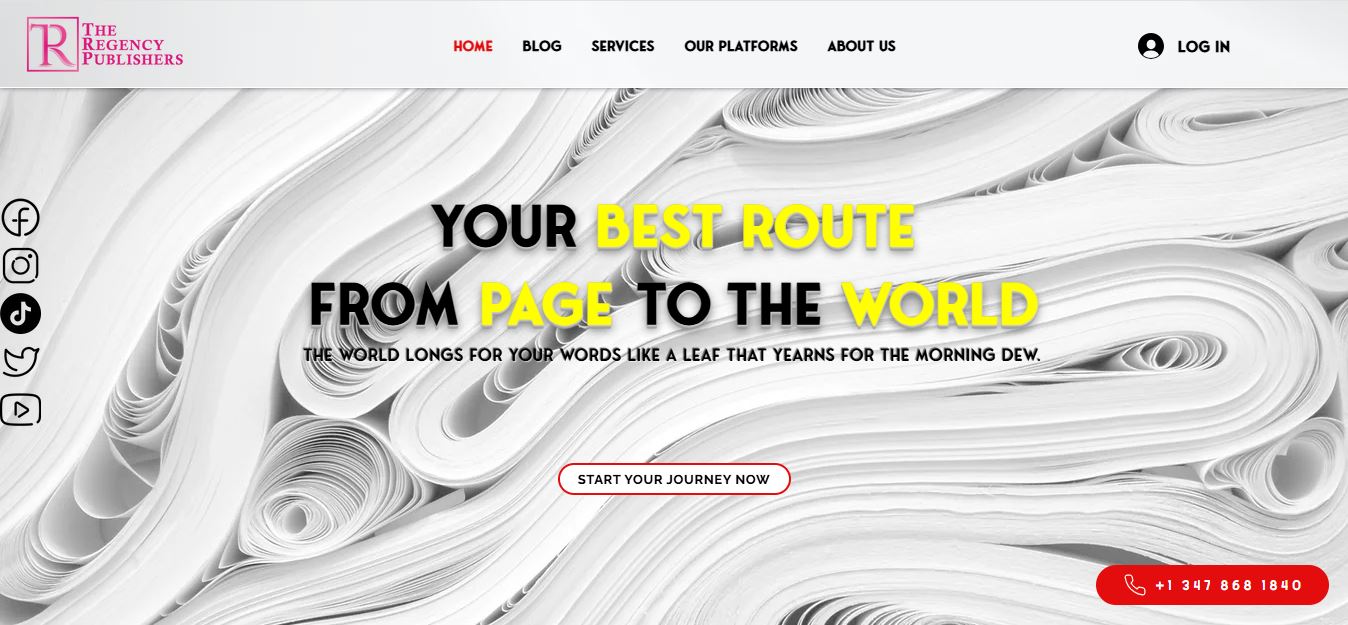 THE
REGENCY
PUBLISHERS
HOME BLOG SERVICES OUR PLATFORMS ABOUT US LOG IN
YOUR BEST ROUTE
FROM PAGE TO THE WORLD
THE WORLD LONGS FOR YOUR WORDS LIKE A LEAF THAT YEARNS FOR THE MORNING DEW.
START YOUR JOURNEY NOW
+1 347 868 1840